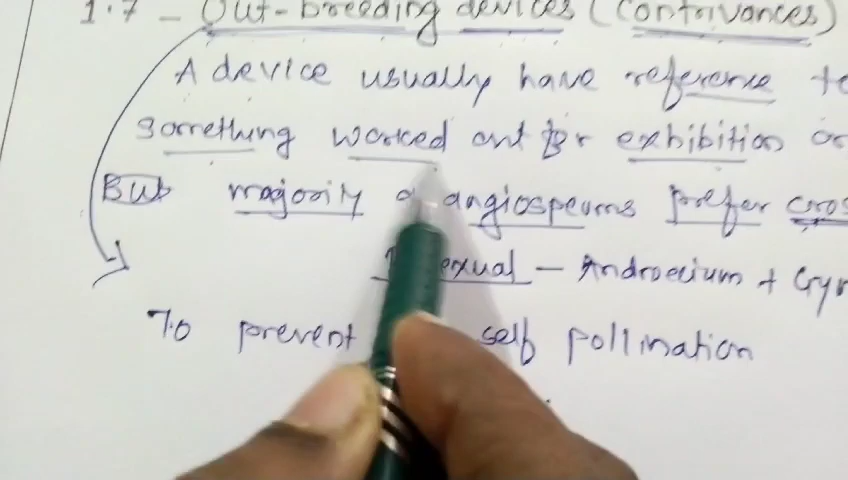 1.7 - Out-breeding devices (Contrivances)
A device usually have reference to
Something worked out for exhibition or
But majority angiosperms prefer cros
exual - Androecium + Gyn
To prevent self pollination